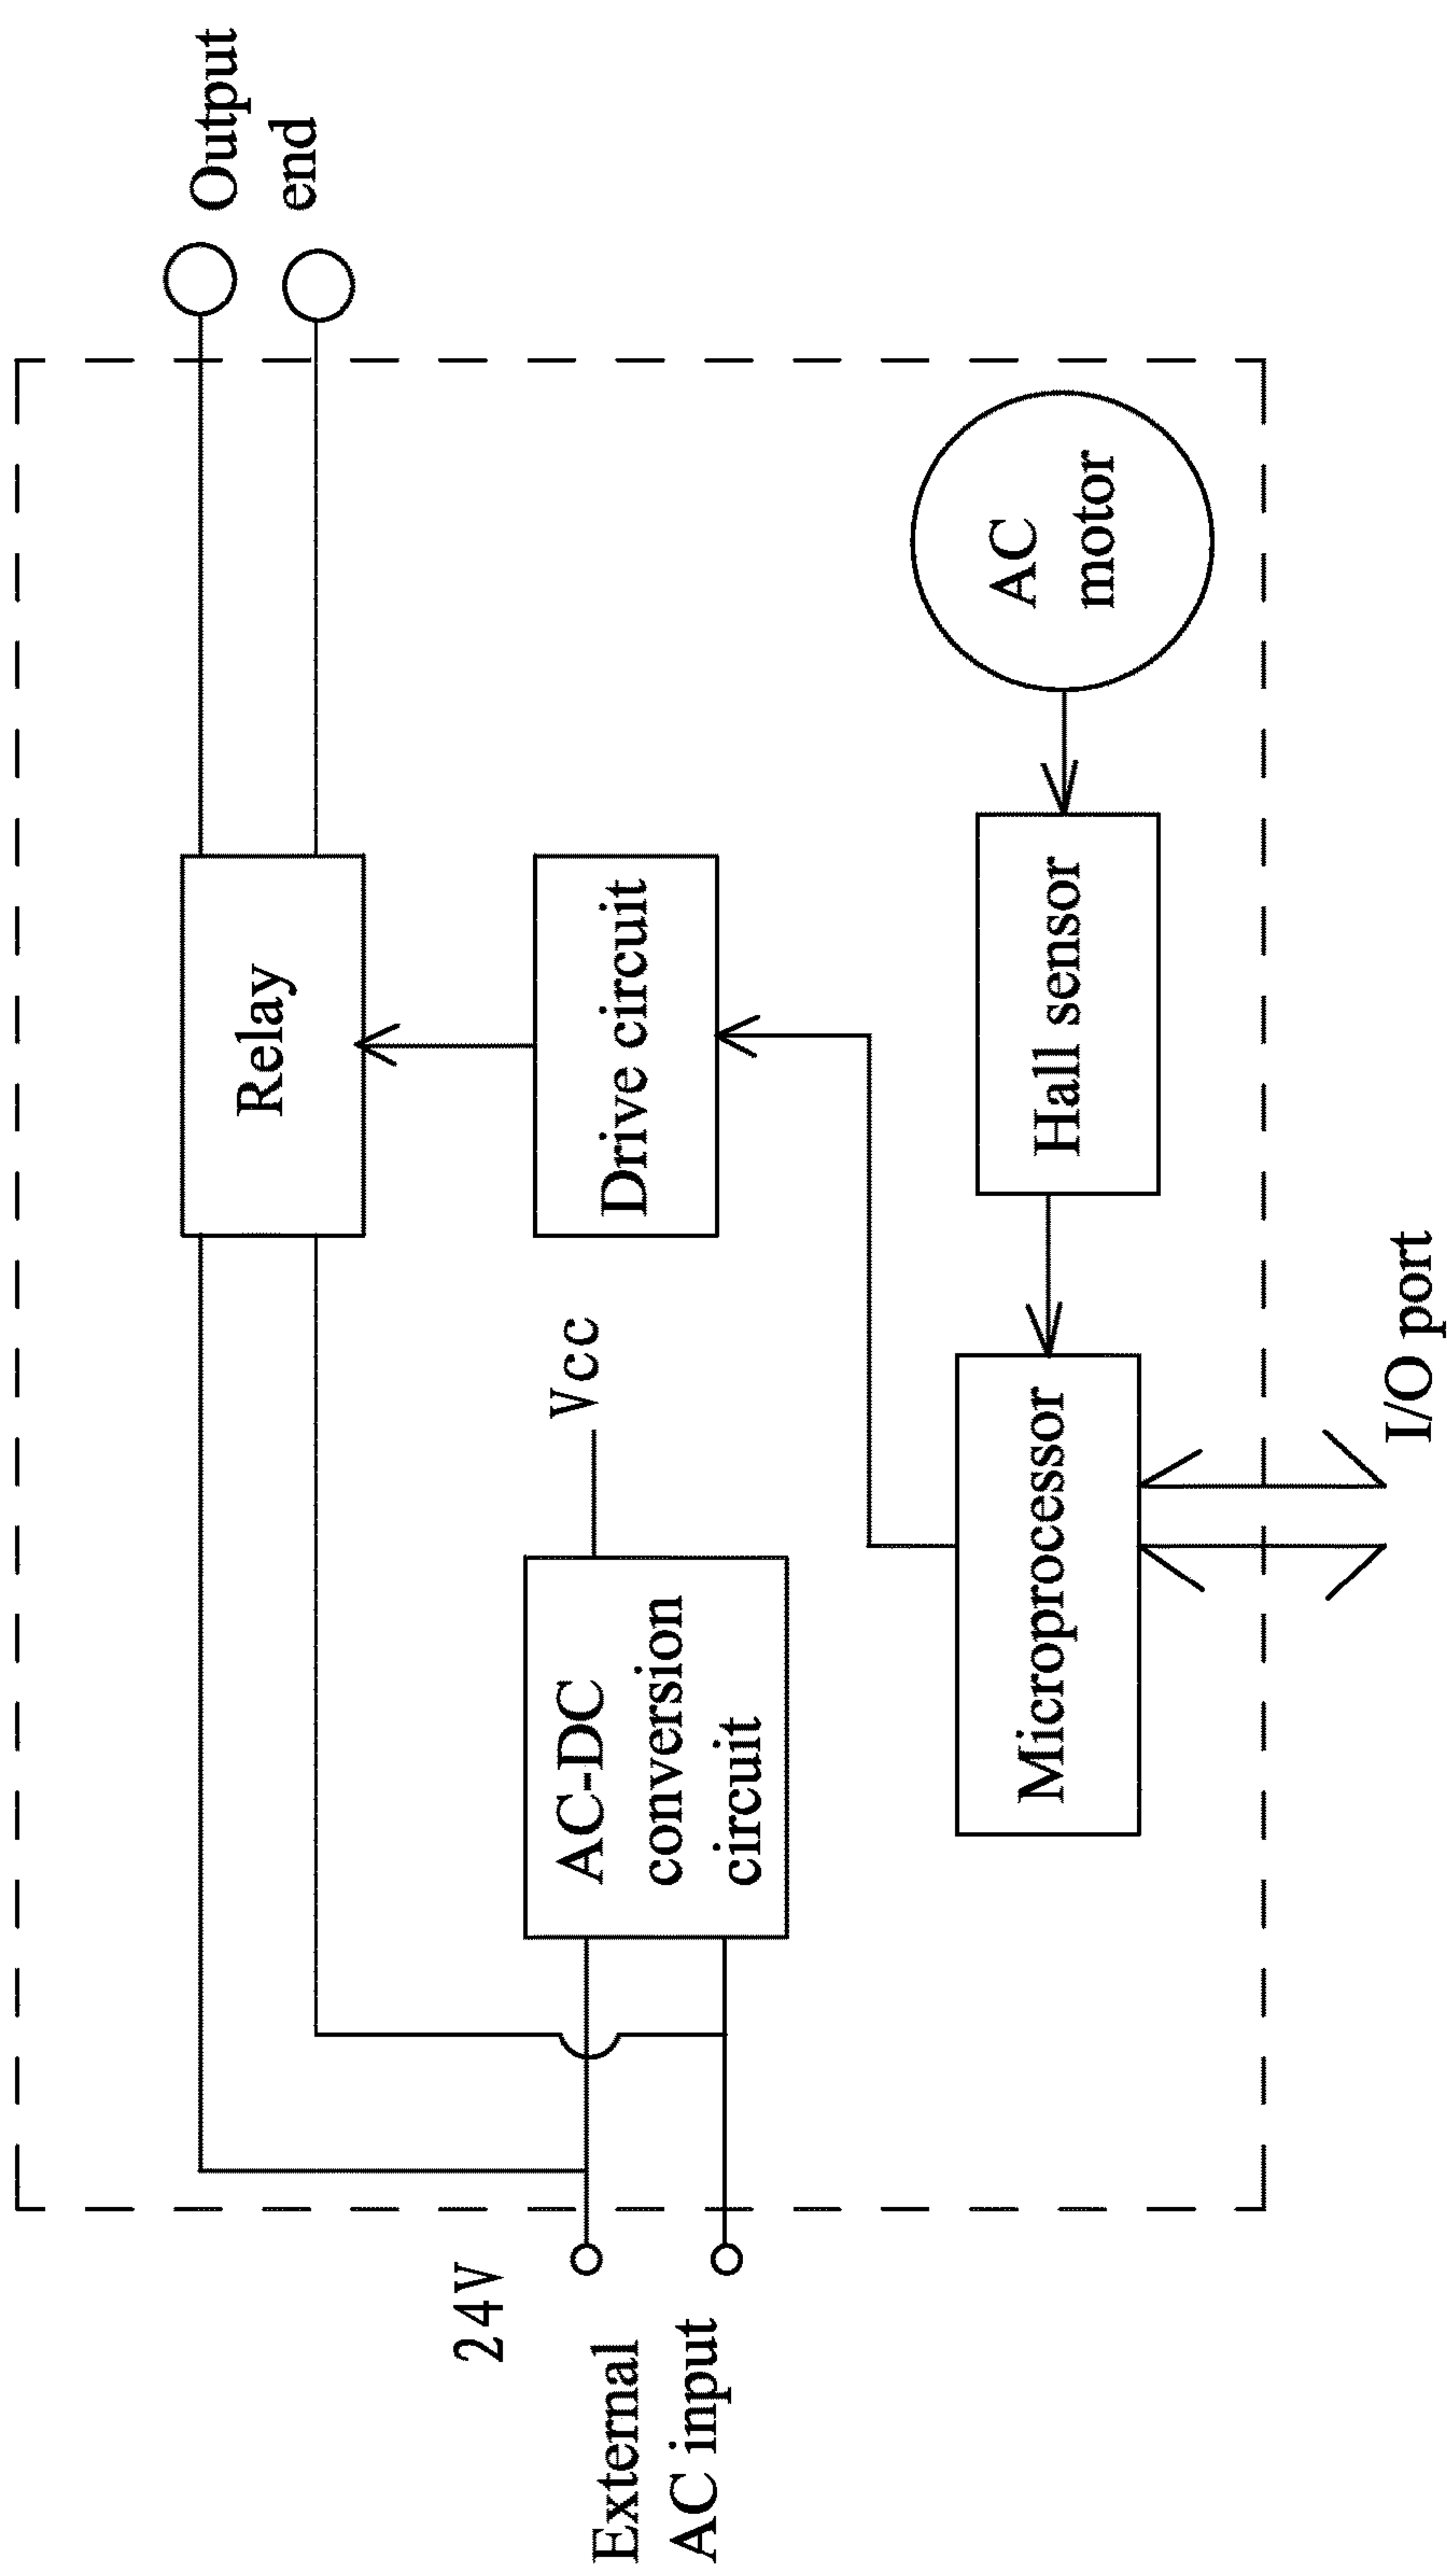 Output
end
Relay
Drive circuit
Vcc
AC-DC
conversion
circuit
24V
External
AC input
Microprocessor
Hall sensor
AC
motor
I/O port